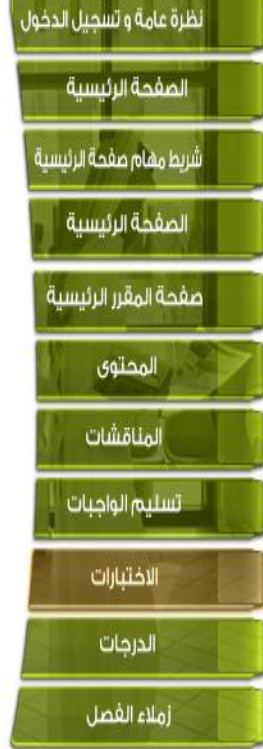 نظرة عامة و تسجيل الدخول
الصفحة الرئيسية
شريط مهام صفحة الرئيسية
الصفحة الرئيسية
صفحة المقرر الرئيسية
المحتوى
المناقشات
تسليم الواجبات
الاختبارات
الدرجات
زملاء الفصل